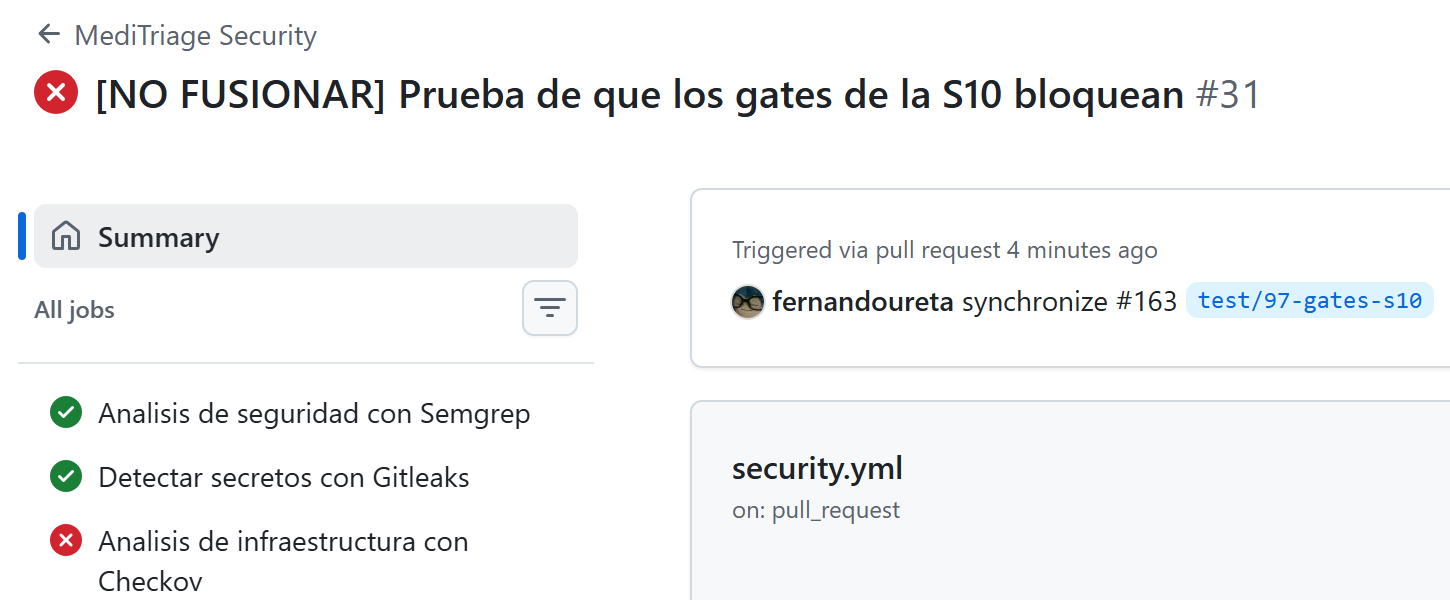 MediTriage Security
[NO FUSIONAR] Prueba de que los gates de la S10 bloquean #31
Summary
All jobs
Analisis de seguridad con Semgrep
Detectar secretos con Gitleaks
Analisis de infraestructura con
Checkov
Triggered via pull request 4 minutes ago
fernandoureta synchronize #163 test/97-gates-s10
security.yml
on: pull_request